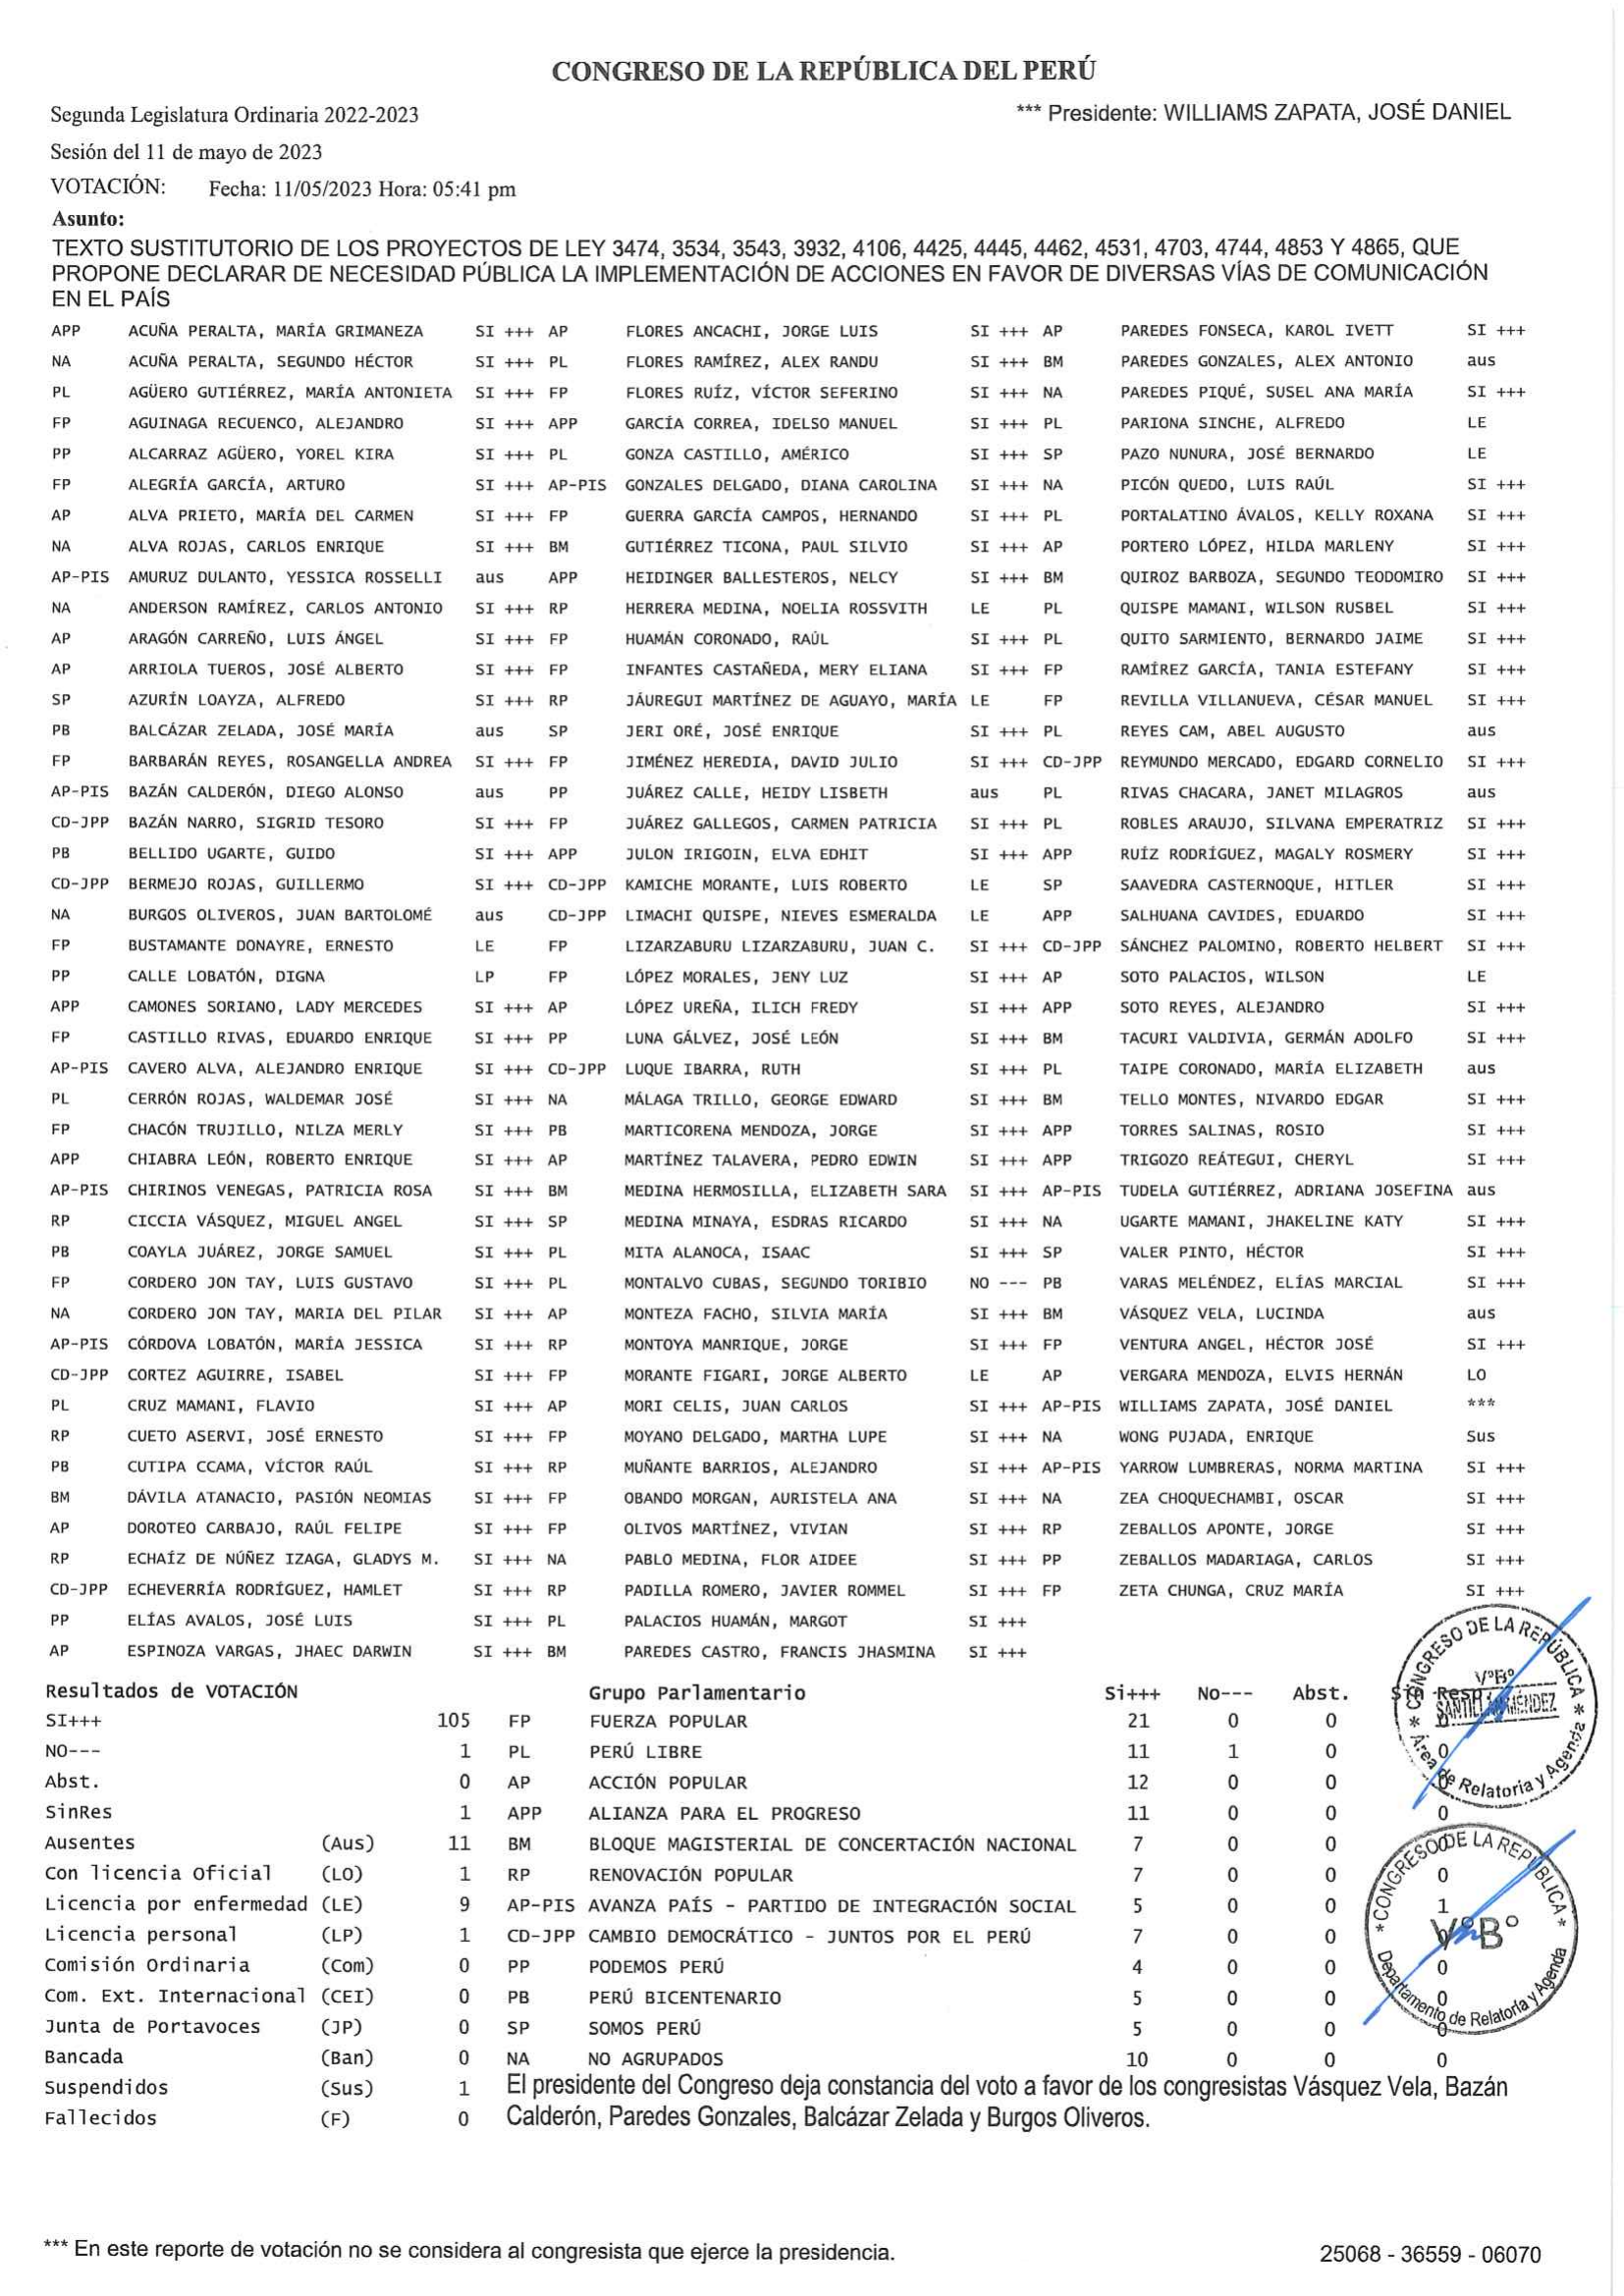 CONGRESO DE LA REPÚBLICA DEL PERÚ
Segunda Legislatura Ordinaria 2022-2023 *** Presidente: WILLIAMS ZAPATA, JOSÉ DANIEL
Sesión del 11 de mayo de 2023
VOTACIÓN: Fecha: 11/05/2023 Hora: 05:41 pm
Asunto:
TEXTO SUSTITUTORIO DE LOS PROYECTOS DE LEY 3474, 3534, 3543, 3932, 4106, 4425, 4445, 4462, 4531, 4703, 4744, 4853 Y 4865, QUE
PROPONE DECLARAR DE NECESIDAD PÚBLICA LA IMPLEMENTACIÓN DE ACCIONES EN FAVOR DE DIVERSAS VÍAS DE COMUNICACIÓN
EN EL PAÍS
APP ACUÑA PERALTA, MARÍA GRIMANEZA SI +++ AP FLORES ANCACHI, JORGE LUIS SI +++ AP PAREDES FONSECA, KAROL IVETT SI +++
NA ACUÑA PERALTA, SEGUNDO HÉCTOR SI +++ PL FLORES RAMÍREZ, ALEX RANDU SI +++ BM PAREDES GONZALES, ALEX ANTONIO aus
PL AGÜERO GUTIÉRREZ, MARÍA ANTONIETA SI +++ FP FLORES RUÍZ, VÍCTOR SEFERINO SI +++ NA PAREDES PIQUÉ, SUSEL ANA MARÍA SI +++
FP AGUINAGA RECUENCO, ALEJANDRO SI +++ APP GARCÍA CORREA, IDELSO MANUEL SI +++ PL PARIONA SINCHE, ALFREDO LE
PP ALCARRAZ AGÜERO, YOREL KIRA SI +++ PL GONZA CASTILLO, AMÉRICO SI +++ SP PAZO NUNURA, JOSÉ BERNARDO LE
FP ALEGRÍA GARCÍA, ARTURO SI +++ AP-PIS GONZALES DELGADO, DIANA CAROLINA SI +++ NA PICÓN QUEDO, LUIS RAÚL SI +++
AP ALVA PRIETO, MARÍA DEL CARMEN SI +++ FP GUERRA GARCÍA CAMPOS, HERNANDO SI +++ PL PORTALATINO ÁVALOS, KELLY ROXANA SI +++
NA ALVA ROJAS, CARLOS ENRIQUE SI +++ BM GUTIÉRREZ TICONA, PAUL SILVIO SI +++ AP PORTERO LÓPEZ, HILDA MARLENY SI +++
AP-PIS AMURUZ DULANTO, YESSICA ROSSELLI aus APP HEIDINGER BALLESTEROS, NELCY SI +++ BM QUIROZ BARBOZA, SEGUNDO TEODOMIRO SI +++
NA ANDERSON RAMÍREZ, CARLOS ANTONIO SI +++ RP HERRERA MEDINA, NOELIA ROSSVITH LE PL QUISPE MAMANI, WILSON RUSBEL SI +++
AP ARAGÓN CARREÑO, LUIS ÁNGEL SI +++ FP HUAMÁN CORONADO, RAÚL SI +++ PL QUITO SARMIENTO, BERNARDO JAIME SI +++
AP ARRIOLA TUEROS, JOSÉ ALBERTO SI +++ FP INFANTES CASTAÑEDA, MERY ELIANA SI +++ FP RAMÍREZ GARCÍA, TANIA ESTEFANY SI +++
SP AZURÍN LOAYZA, ALFREDO SI +++ RP JÁUREGUI MARTÍNEZ DE AGUAYO, MARÍA LE FP REVILLA VILLANUEVA, CÉSAR MANUEL SI +++
PB BALCÁZAR ZELADA, JOSÉ MARÍA aus SP JERI ORÉ, JOSÉ ENRIQUE SI +++ PL REYES CAM, ABEL AUGUSTO aus
FP BARBARÁN REYES, ROSANGELLA ANDREA SI +++ FP JIMÉNEZ HEREDIA, DAVID JULIO SI +++ CD-JPP REYMUNDO MERCADO, EDGARD CORNELIO SI +++
AP-PIS BAZÁN CALDERÓN, DIEGO ALONSO aus PP JUÁREZ CALLE, HEIDY LISBETH aus PL RIVAS CHACARA, JANET MILAGROS aus
CD-JPP BAZÁN NARRO, SIGRID TESORO SI +++ FP JUÁREZ GALLEGOS, CARMEN PATRICIA SI +++ PL ROBLES ARAUJO, SILVANA EMPERATRIZ SI +++
PB BELLIDO UGARTE, GUIDO SI +++ APP JULON IRIGOIN, ELVA EDHIT SI +++ APP RUÍZ RODRÍGUEZ, MAGALY ROSMERY SI +++
CD-JPP BERMEJO ROJAS, GUILLERMO SI +++ CD-JPP KAMICHE MORANTE, LUIS ROBERTO LE SP SAAVEDRA CASTERNOQUE, HITLER SI +++
NA BURGOS OLIVEROS, JUAN BARTOLOMÉ aus CD-JPP LIMACHI QUISPE, NIEVES ESMERALDA LE APP SALHUANA CAVIDES, EDUARDO SI +++
FP BUSTAMANTE DONAYRE, ERNESTO LE FP LIZARZABURU LIZARZABURU, JUAN C. SI +++ CD-JPP SÁNCHEZ PALOMINO, ROBERTO HELBERT SI +++
PP CALLE LOBATÓN, DIGNA LP FP LÓPEZ MORALES, JENY LUZ SI +++ AP SOTO PALACIOS, WILSON LE
APP CAMONES SORIANO, LADY MERCEDES SI +++ AP LÓPEZ UREÑA, ILICH FREDY SI +++ APP SOTO REYES, ALEJANDRO SI +++
FP CASTILLO RIVAS, EDUARDO ENRIQUE SI +++ PP LUNA GÁLVEZ, JOSÉ LEÓN SI +++ BM TACURI VALDIVIA, GERMÁN ADOLFO SI +++
AP-PIS CAVERO ALVA, ALEJANDRO ENRIQUE SI +++ CD-JPP LUQUE IBARRA, RUTH SI +++ PL TAIPE CORONADO, MARÍA ELIZABETH aus
PL CERRÓN ROJAS, WALDEMAR JOSÉ SI +++ NA MÁLAGA TRILLO, GEORGE EDWARD SI +++ BM TELLO MONTES, NIVARDO EDGAR SI +++
FP CHACÓN TRUJILLO, NILZA MERLY SI +++ PB MARTICORENA MENDOZA, JORGE SI +++ APP TORRES SALINAS, ROSIO SI +++
APP CHIABRA LEÓN, ROBERTO ENRIQUE SI +++ AP MARTÍNEZ TALAVERA, PEDRO EDWIN SI +++ APP TRIGOZO REÁTEGUI, CHERYL SI +++
AP-PIS CHIRINOS VENEGAS, PATRICIA ROSA SI +++ BM MEDINA HERMOSILLA, ELIZABETH SARA SI +++ AP-PIS TUDELA GUTIÉRREZ, ADRIANA JOSEFINA aus
RP CICCIA VÁSQUEZ, MIGUEL ANGEL SI +++ SP MEDINA MINAYA, ESDRAS RICARDO SI +++ NA UGARTE MAMANI, JHAKELINE KATY SI +++
PB COAYLA JUÁREZ, JORGE SAMUEL SI +++ PL MITA ALANOCA, ISAAC SI +++ SP VALER PINTO, HÉCTOR SI +++
FP CORDERO JON TAY, LUIS GUSTAVO SI +++ PL MONTALVO CUBAS, SEGUNDO TORIBIO NO --- PB VARAS MELÉNDEZ, ELÍAS MARCIAL SI +++
NA CORDERO JON TAY, MARIA DEL PILAR SI +++ AP MONTEZA FACHO, SILVIA MARÍA SI +++ BM VÁSQUEZ VELA, LUCINDA aus
AP-PIS CÓRDOVA LOBATÓN, MARÍA JESSICA SI +++ RP MONTOYA MANRIQUE, JORGE SI +++ FP VENTURA ANGEL, HÉCTOR JOSÉ SI +++
CD-JPP CORTEZ AGUIRRE, ISABEL SI +++ FP MORANTE FIGARI, JORGE ALBERTO LE AP VERGARA MENDOZA, ELVIS HERNÁN LO
PL CRUZ MAMANI, FLAVIO SI +++ AP MORI CELIS, JUAN CARLOS SI +++ AP-PIS WILLIAMS ZAPATA, JOSÉ DANIEL ***
RP CUETO ASERVI, JOSÉ ERNESTO SI +++ FP MOYANO DELGADO, MARTHA LUPE SI +++ NA WONG PUJADA, ENRIQUE Sus
PB CUTIPA CCAMA, VÍCTOR RAÚL SI +++ RP MUÑANTE BARRIOS, ALEJANDRO SI +++ AP-PIS YARROW LUMBRERAS, NORMA MARTINA SI +++
BM DÁVILA ATANACIO, PASIÓN NEOMIAS SI +++ FP OBANDO MORGAN, AURISTELA ANA SI +++ NA ZEA CHOQUECHAMBI, OSCAR SI +++
AP DOROTEO CARBAJO, RAÚL FELIPE SI +++ FP OLIVOS MARTÍNEZ, VIVIAN SI +++ RP ZEBALLOS APONTE, JORGE SI +++
RP ECHAÍZ DE NÚÑEZ IZAGA, GLADYS M. SI +++ NA PABLO MEDINA, FLOR AIDEE SI +++ PP ZEBALLOS MADARIAGA, CARLOS SI +++
CD-JPP ECHEVERRÍA RODRÍGUEZ, HAMLET SI +++ RP PADILLA ROMERO, JAVIER ROMMEL SI +++ FP ZETA CHUNGA, CRUZ MARÍA SI +++
PP ELÍAS AVALOS, JOSÉ LUIS SI +++ PL PALACIOS HUAMÁN, MARGOT SI +++
AP ESPINOZA VARGAS, JHAEC DARWIN SI +++ BM PAREDES CASTRO, FRANCIS JHASMINA SI +++
Resultados de VOTACIÓN Grupo Parlamentario Si+++ No--- Abst. Sin Resp.
SI+++ 105 FP FUERZA POPULAR 21 0 0 0
NO--- 1 PL PERÚ LIBRE 11 1 0 0
Abst. 0 AP ACCIÓN POPULAR 12 0 0 0
SinRes 1 APP ALIANZA PARA EL PROGRESO 11 0 0 0
Ausentes (Aus) 11 BM BLOQUE MAGISTERIAL DE CONCERTACIÓN NACIONAL 7 0 0 0
Con licencia Oficial (LO) 1 RP RENOVACIÓN POPULAR 7 0 0 0
Licencia por enfermedad (LE) 9 AP-PIS AVANZA PAÍS - PARTIDO DE INTEGRACIÓN SOCIAL 5 0 0 1
Licencia personal (LP) 1 CD-JPP CAMBIO DEMOCRÁTICO - JUNTOS POR EL PERÚ 7 0 0 0
Comisión Ordinaria (Com) 0 PP PODEMOS PERÚ 4 0 0 0
Com. Ext. Internacional (CEI) 0 PB PERÚ BICENTENARIO 5 0 0 0
Junta de Portavoces (JP) 0 SP SOMOS PERÚ 5 0 0 0
Bancada (Ban) 0 NA NO AGRUPADOS 10 0 0 0
Suspendidos (Sus) 1 El presidente del Congreso deja constancia del voto a favor de los congresistas Vásquez Vela, Bazán
Fallecidos (F) 0 Calderón, Paredes Gonzales, Balcázar Zelada y Burgos Oliveros.
* CONGRESO DE LA REPÚBLICA *
V°B°
Área de Relatoría y Agenda
* CONGRESO DE LA REPÚBLICA *
V°B°
Departamento de Relatoría y Agenda
*** En este reporte de votación no se considera al congresista que ejerce la presidencia. 25068 - 36559 - 06070